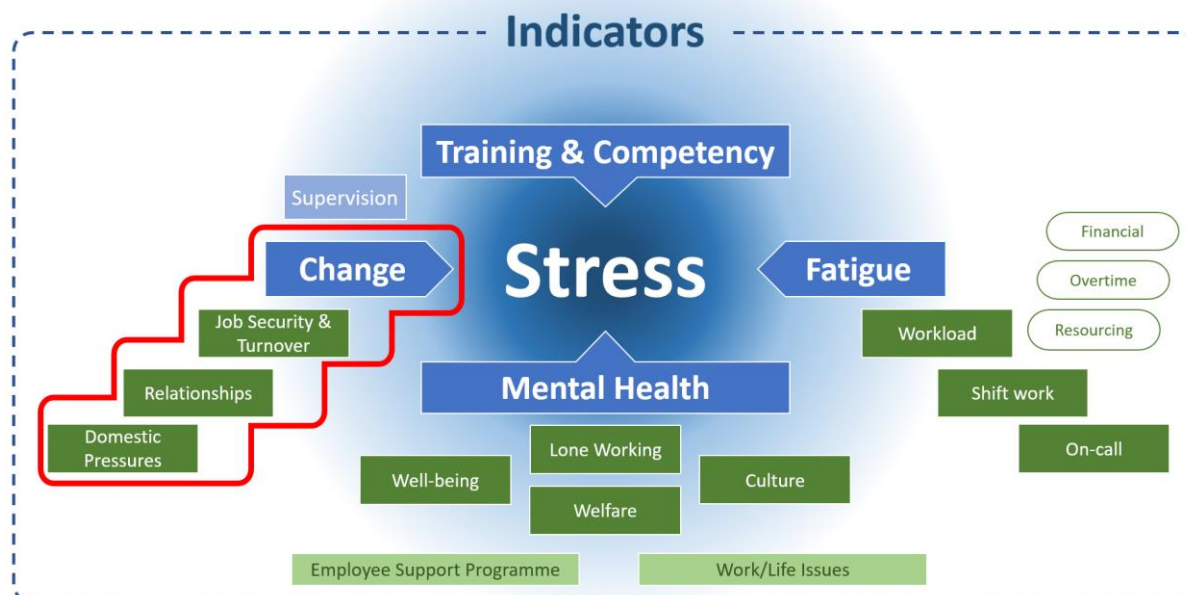 Indicators
Training & Competency
Supervision
Change
Stress
Fatigue
Financial
Overtime
Resourcing
Job Security &
Turnover
Workload
Relationships
Mental Health
Shift work
Domestic
Pressures
Lone Working
On-call
Well-being
Culture
Welfare
Employee Support Programme
Work/Life Issues